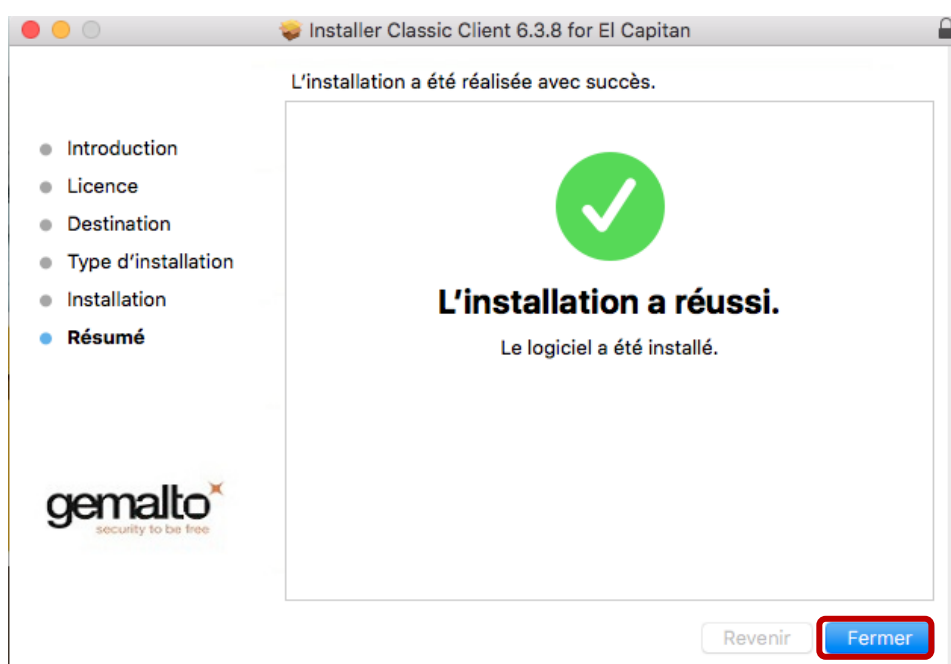 Installer Classic Client 6.3.8 for El Capitan
L'installation a été réalisée avec succès.
Introduction
Licence
Destination
Type d'installation
Installation
Résumé
L'installation a réussi.
Le logiciel a été installé.
gemalto
security to be free
Revenir
Fermer